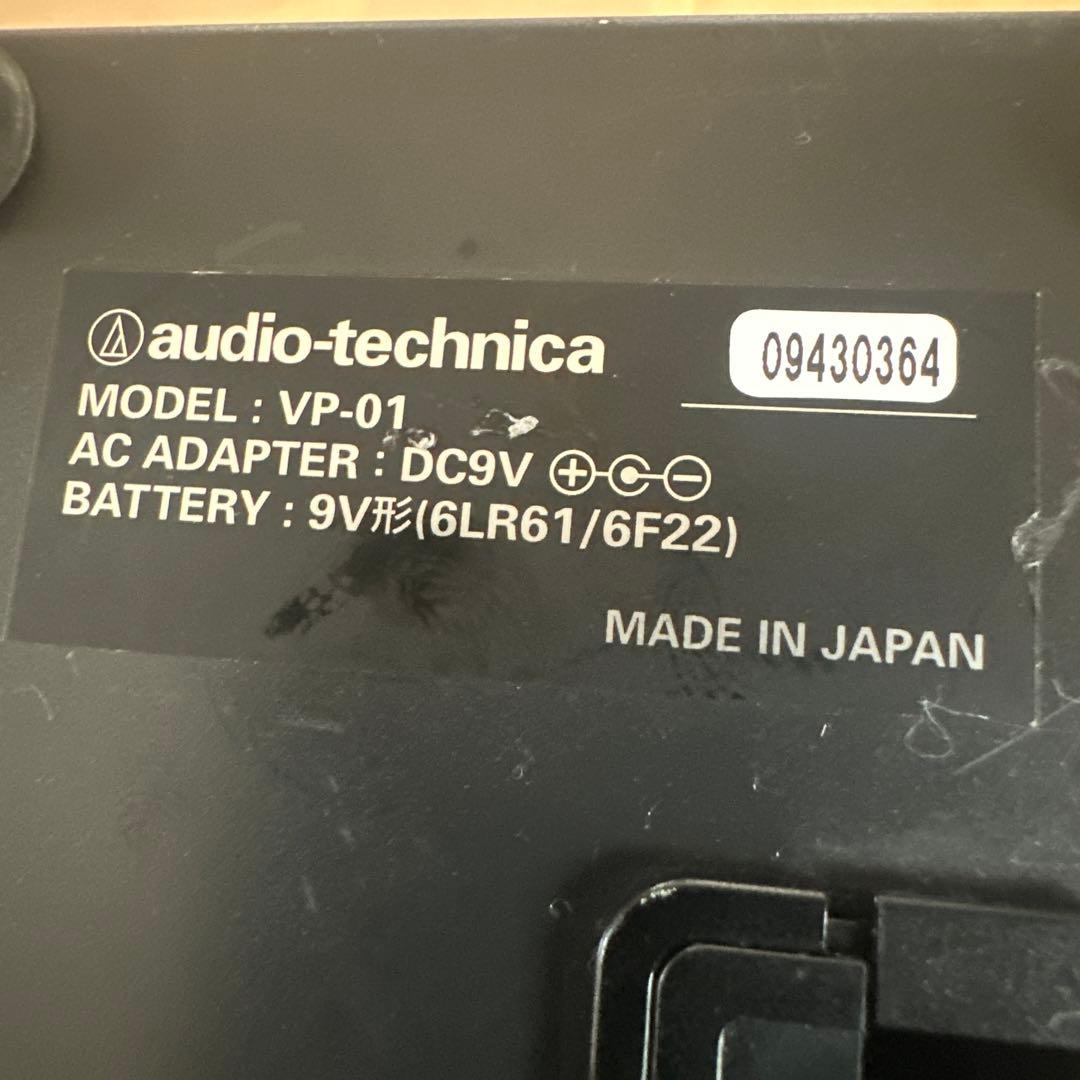 audio-technica
09430364
MODEL : VP-01
AC ADAPTER : DC9V
BATTERY : 9V形(6LR61/6F22)
MADE IN JAPAN